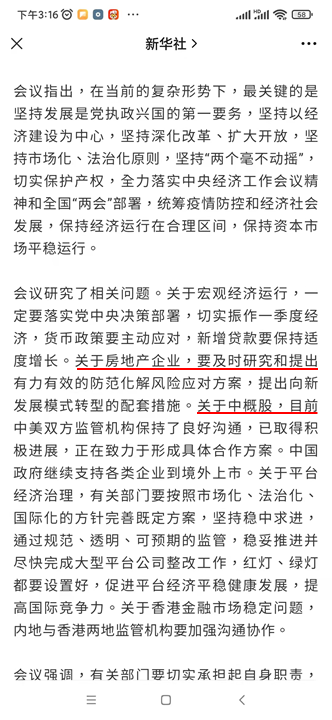 下午3:16
HD
58
新华社
会议指出，在当前的复杂形势下，最关键的是
坚持发展是党执政兴国的第一要务，坚持以经
济建设为中心，坚持深化改革、扩大开放，坚
持市场化、法治化原则，坚持“两个毫不动摇”，
切实保护产权，全力落实中央经济工作会议精
神和全国“两会”部署，统筹疫情防控和经济社会
发展，保持经济运行在合理区间，保持资本市
场平稳运行。
会议研究了相关问题。关于宏观经济运行，一
定要落实党中央决策部署，切实振作一季度经
济，货币政策要主动应对，新增贷款要保持适
度增长。关于房地产企业，要及时研究和提出
有力有效的防范化解风险应对方案，提出向新
发展模式转型的配套措施。关于中概股，目前
中美双方监管机构保持了良好沟通，已取得积
极进展，正在致力于形成具体合作方案。中国
政府继续支持各类企业到境外上市。关于平台
经济治理，有关部门要按照市场化、法治化、
国际化的方针完善既定方案，坚持稳中求进，
通过规范、透明、可预期的监管，稳妥推进并
尽快完成大型平台公司整改工作，红灯、绿灯
都要设置好，促进平台经济平稳健康发展，提
高国际竞争力。关于香港金融市场稳定问题，
内地与香港两地监管机构要加强沟通协作。
会议强调，有关部门要切实承担起自身职责，